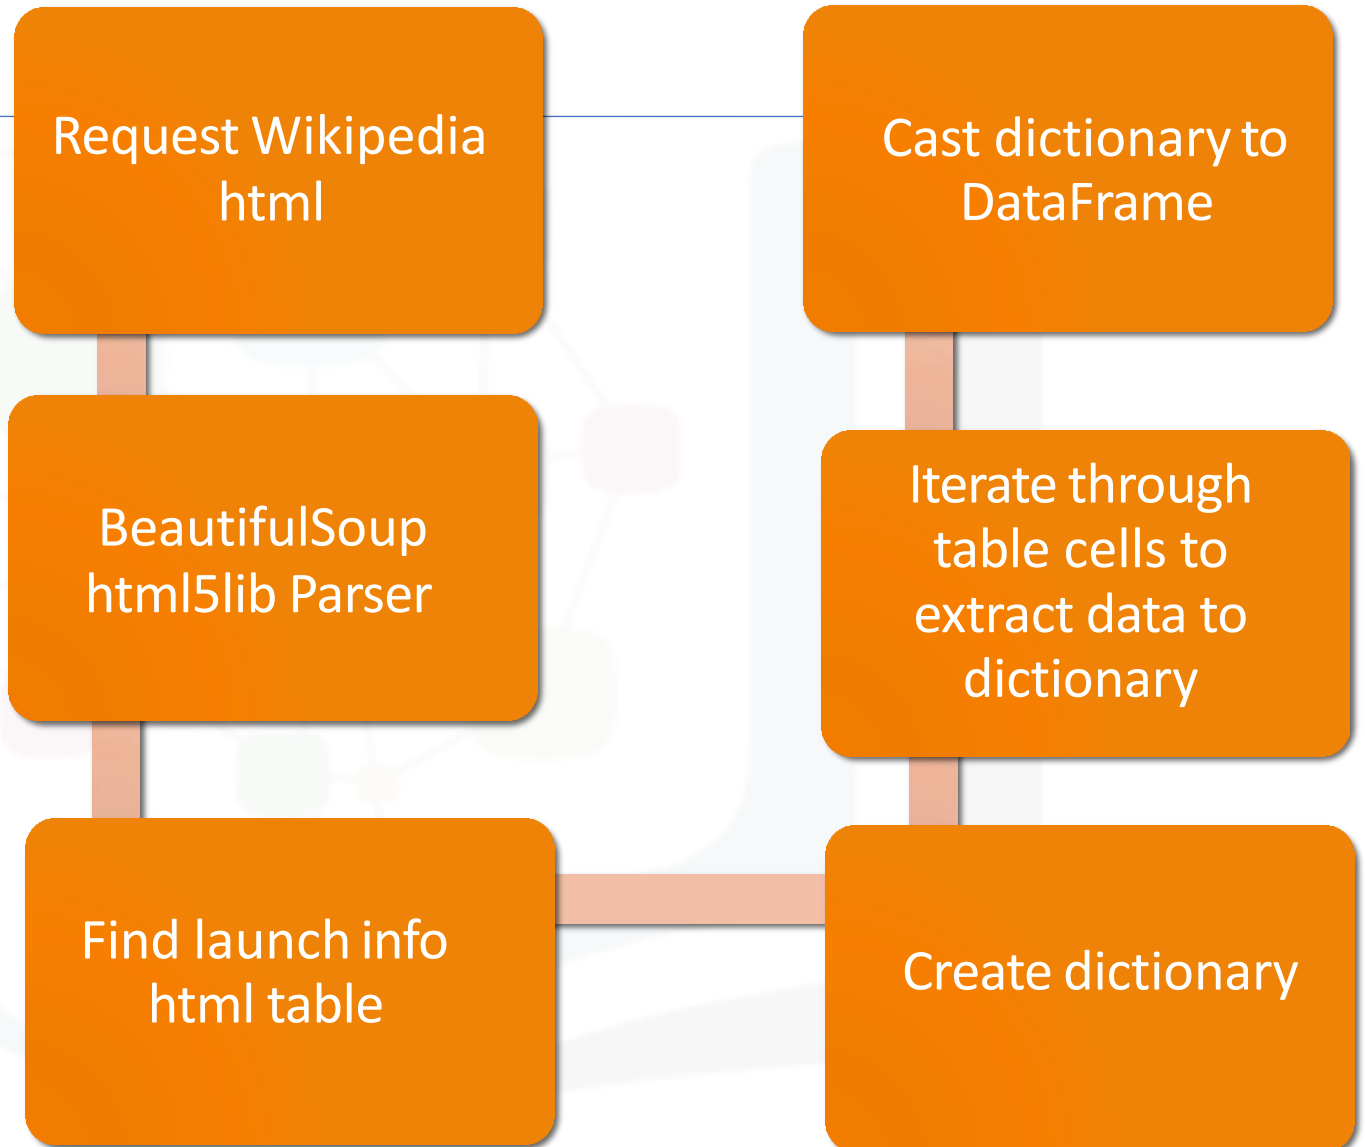 Request Wikipedia
html
BeautifulSoup
html5lib Parser
Find launch info
html table
Create dictionary
Iterate through
table cells to
extract data to
dictionary
Cast dictionary to
DataFrame